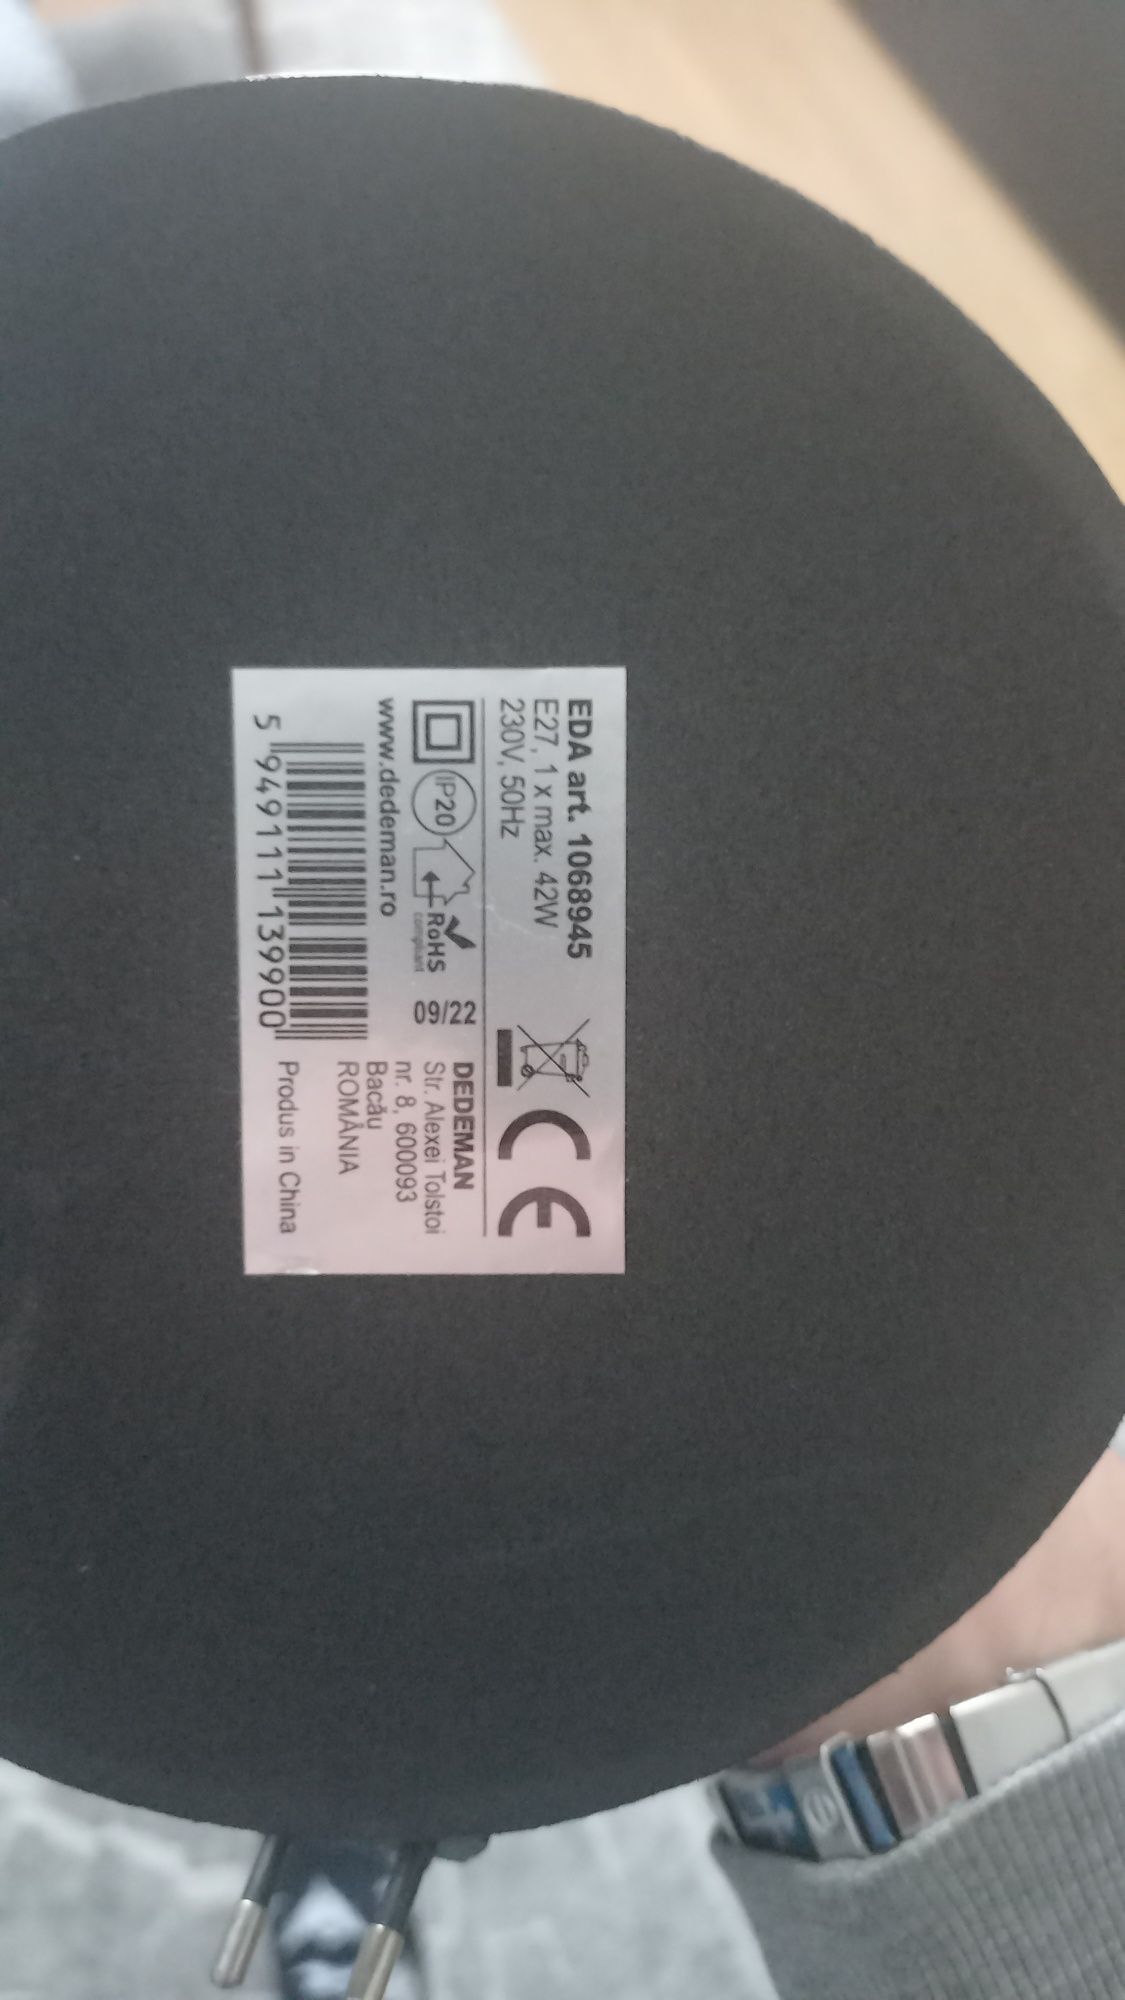 EDA art. 1068945
E27, 1 x max. 42W
230V, 50Hz
CE
IP20
RoHS
compliant
09/22
www.dedeman.ro
5 949111 139900
DEDEMAN
Str. Alexei Tolstoi
nr. 8, 600093
Bacău
ROMÂNIA
Produs in China